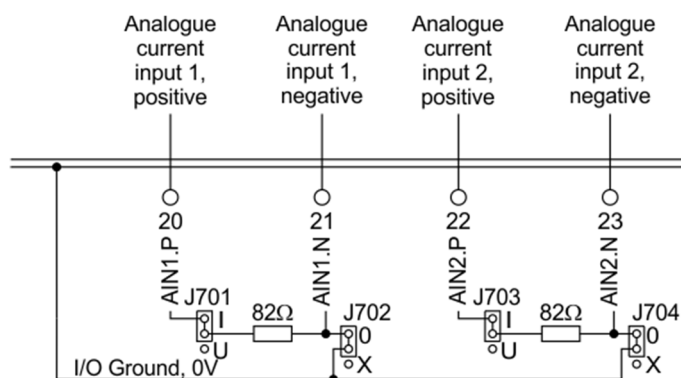 Analogue
current
input 1,
positive
Analogue
current
input 1,
negative
Analogue
current
input 2,
positive
Analogue
current
input 2,
negative
20
21
22
23
AIN1.P
AIN1.N
AIN2.P
AIN2.N
J701
I
U
82Ω
J702
0
X
J703
I
U
82Ω
J704
0
X
I/O Ground, 0V